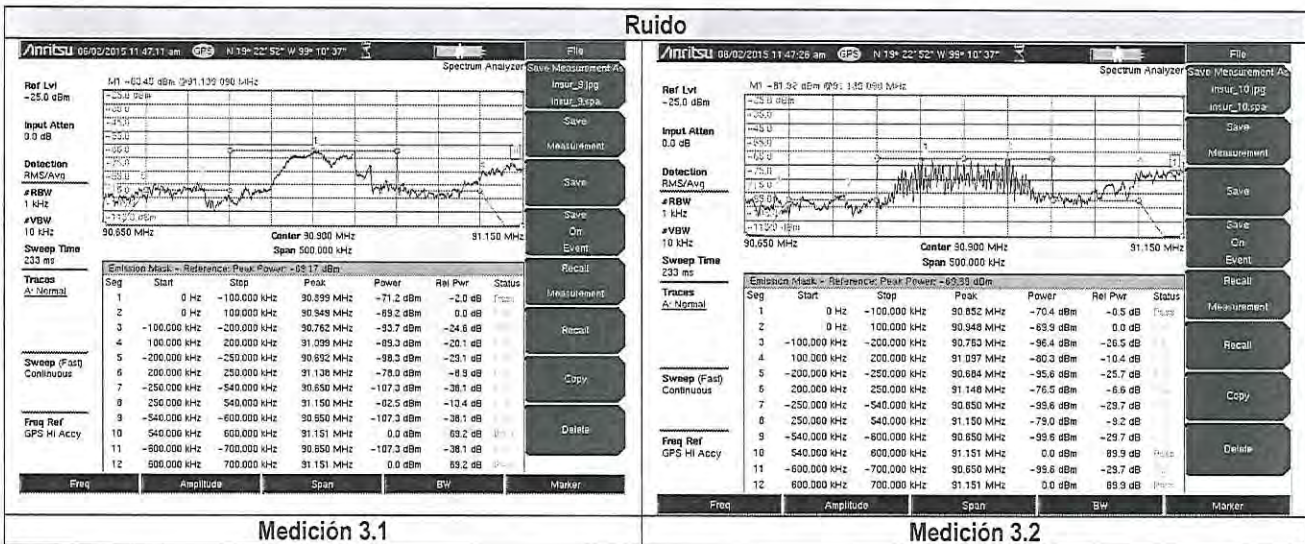 Ruido
Anritsu 06/02/2015 11:47:11 am GPS N 19° 22' 52" W 99° 10' 37"
Spectrum Analyzer
Ref Lvl
-25.0 dBm
Input Atten
0.0 dB
Detection
RMS/Avg
#RBW
1 kHz
#VBW
10 kHz
Sweep Time
233 ms
Traces
A: Normal
Sweep (Fast)
Continuous
Freq Ref
GPS HI Accy
90.650 MHz
Center 90.900 MHz
91.150 MHz
Span 500.000 kHz
Emission Mask - Reference: Peak Power: -69.17 dBm
Seg Start Stop Peak Power Rel Pwr Status
1 0 Hz -100.000 kHz 90.899 MHz -71.2 dBm -2.0 dB
2 0 Hz 100.000 kHz 90.949 MHz -69.2 dBm 0.0 dB
3 -100.000 kHz -200.000 kHz 90.762 MHz -93.7 dBm -24.6 dB
4 100.000 kHz 200.000 kHz 91.099 MHz -89.3 dBm -20.1 dB
5 -200.000 kHz -250.000 kHz 90.692 MHz -98.3 dBm -29.1 dB
6 200.000 kHz 250.000 kHz 91.138 MHz -78.0 dBm -8.9 dB
7 -250.000 kHz -540.000 kHz 90.650 MHz -107.3 dBm -38.1 dB
8 250.000 kHz 540.000 kHz 91.150 MHz -82.5 dBm -13.4 dB
9 -540.000 kHz -600.000 kHz 90.650 MHz -107.3 dBm -38.1 dB
10 540.000 kHz 600.000 kHz 91.151 MHz 0.0 dBm 69.2 dB
11 -600.000 kHz -700.000 kHz 90.650 MHz -107.3 dBm -38.1 dB
12 600.000 kHz 700.000 kHz 91.151 MHz 0.0 dBm 69.2 dB
File
Save Measurement As
insur_9.jpg
insur_9.spa
Save
Measurement
Save
Save
On
Event
Recall
Measurement
Recall
Copy
Delete
Freq Amplitude Span BW Marker
Medición 3.1
Anritsu 06/02/2015 11:47:26 am GPS N 19° 22' 52" W 99° 10' 37"
Spectrum Analyzer
Ref Lvl
-25.0 dBm
Input Atten
0.0 dB
Detection
RMS/Avg
#RBW
1 kHz
#VBW
10 kHz
Sweep Time
233 ms
Traces
A: Normal
Sweep (Fast)
Continuous
Freq Ref
GPS HI Accy
90.650 MHz
Center 90.900 MHz
91.150 MHz
Span 500.000 kHz
Emission Mask - Reference: Peak Power:
Seg Start Stop Peak Power Rel Pwr Status
1 0 Hz -100.000 kHz 90.852 MHz -70.4 dBm -0.5 dB Pass
2 0 Hz 100.000 kHz 90.948 MHz -69.9 dBm 0.0 dB
3 -100.000 kHz -200.000 kHz 90.763 MHz -96.4 dBm -26.5 dB
4 100.000 kHz 200.000 kHz 91.097 MHz -80.3 dBm -10.4 dB
5 -200.000 kHz -250.000 kHz 90.684 MHz -95.6 dBm -25.7 dB
6 200.000 kHz 250.000 kHz 91.148 MHz -76.5 dBm -6.6 dB
7 -250.000 kHz -540.000 kHz 90.650 MHz -99.6 dBm -29.7 dB
8 250.000 kHz 540.000 kHz 91.150 MHz -79.0 dBm -9.2 dB
9 -540.000 kHz -600.000 kHz 90.650 MHz -99.6 dBm -29.7 dB
10 540.000 kHz 600.000 kHz 91.151 MHz 0.0 dBm 69.9 dB Pass
11 -600.000 kHz -700.000 kHz 90.650 MHz -99.6 dBm -29.7 dB
12 600.000 kHz 700.000 kHz 91.151 MHz 0.0 dBm 69.9 dB Pass
File
Save Measurement As
insur_10.jpg
insur_10.spa
Save
Measurement
Save
Save
On
Event
Recall
Measurement
Recall
Copy
Delete
Freq Amplitude Span BW Marker
Medición 3.2